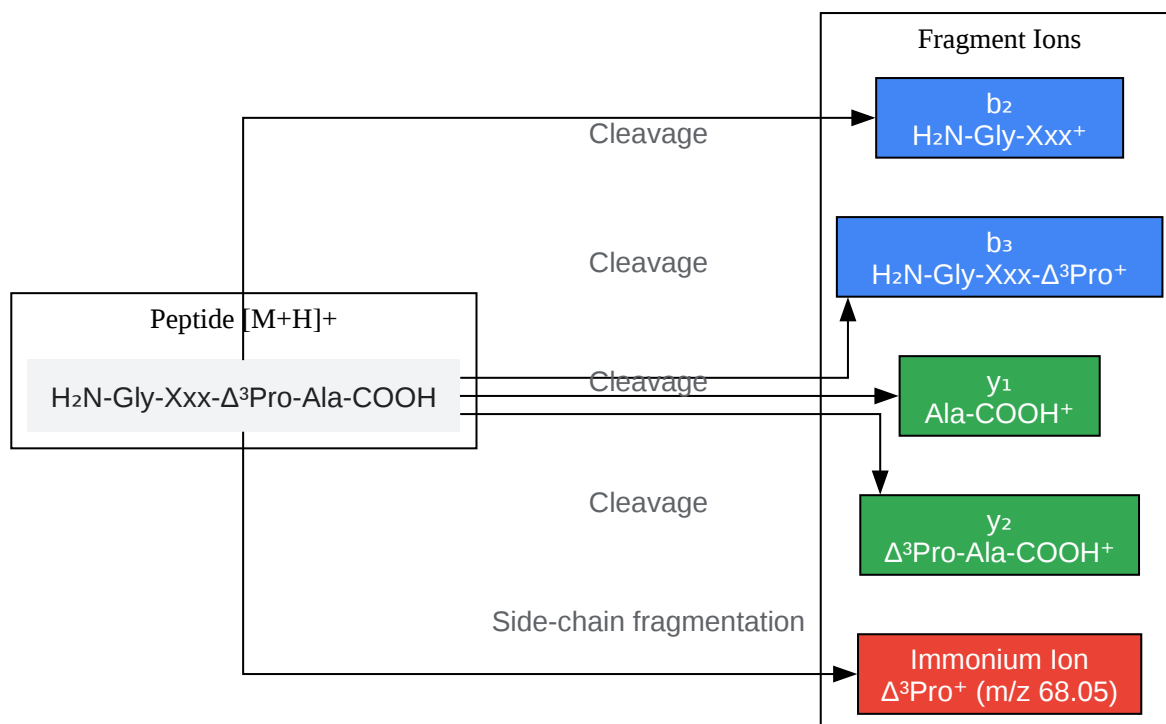 Fragment Ions
b₂
H₂N-Gly-Xxx⁺
Cleavage
b₃
H₂N-Gly-Xxx-Δ³Pro⁺
Cleavage
Peptide [M+H]+
H₂N-Gly-Xxx-Δ³Pro-Ala-COOH
Cleavage
y₁
Ala-COOH⁺
Cleavage
y₂
Δ³Pro-Ala-COOH⁺
Side-chain fragmentation
Immonium Ion
Δ³Pro⁺ (m/z 68.05)